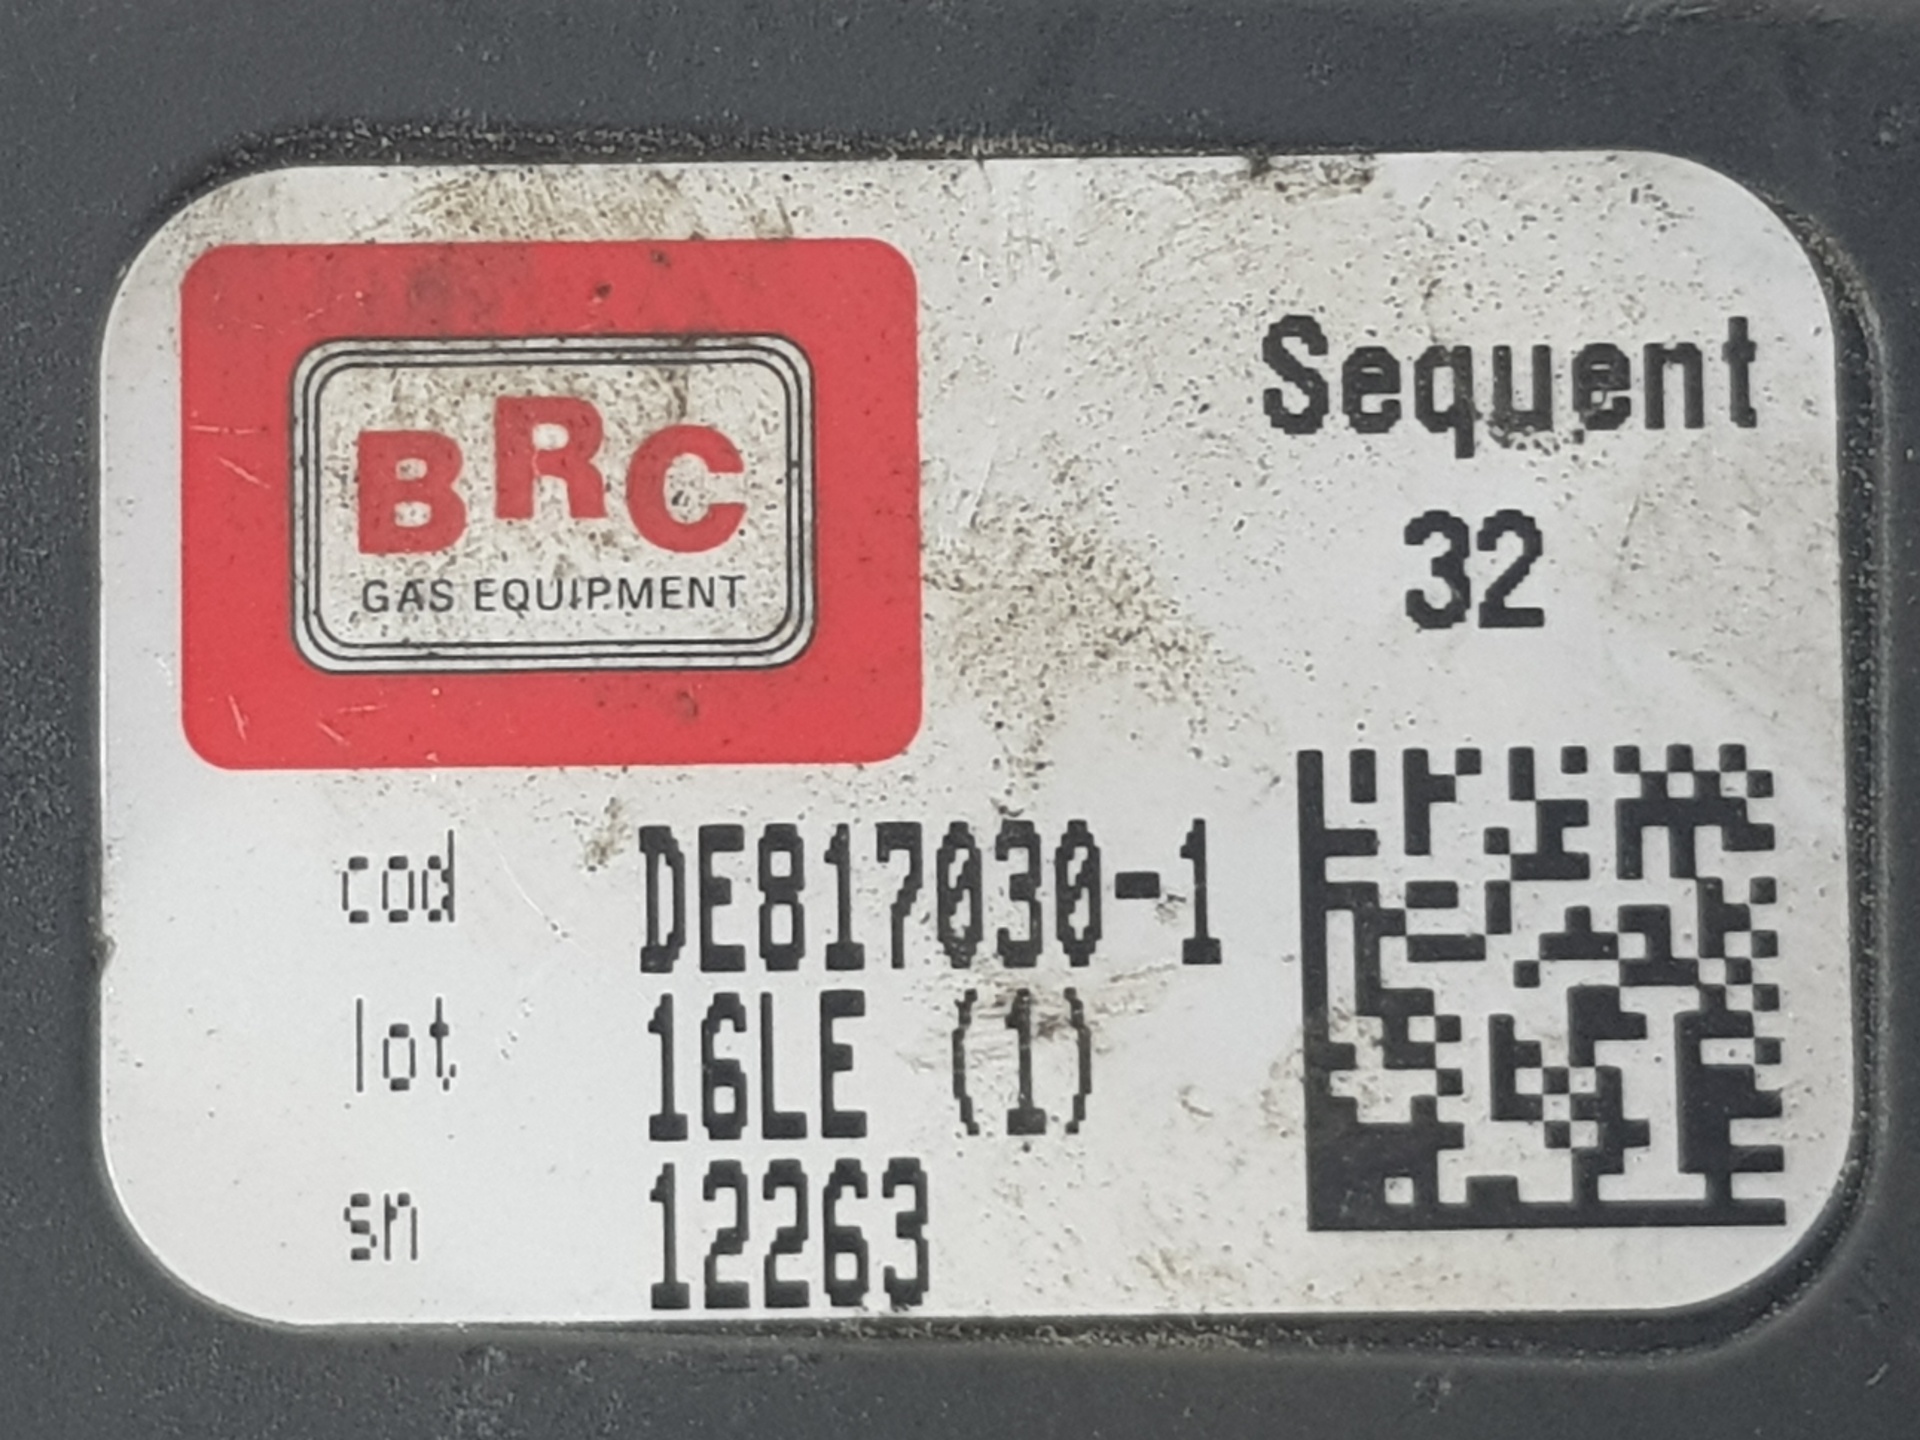 BRC
GAS EQUIPMENT
Sequent
32
cod DE817030-1
lot 16LE (1)
sn 12263